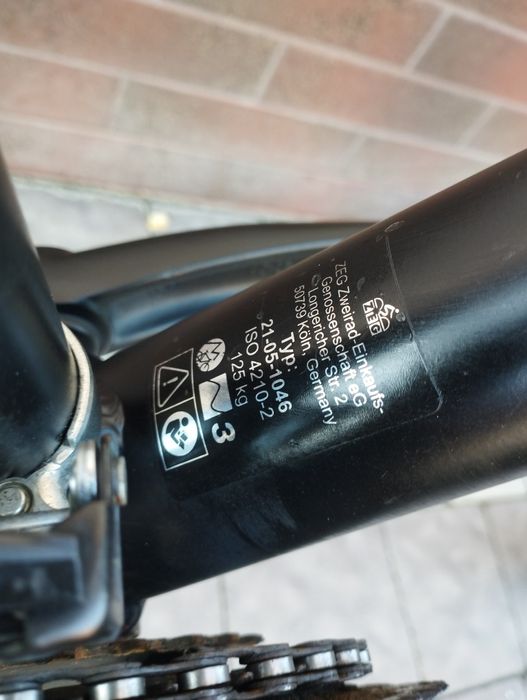 ZEG
ZEG Zweirad-Einkaufs-
Genossenschaft eG
Longericher Str. 2
50739 Köln, Germany
Typ:
21-05-1046
ISO 4210-2
125 kg
3